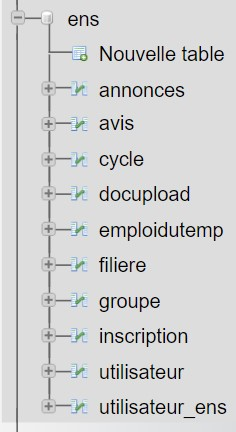 ens
Nouvelle table
annonces
avis
cycle
docupload
emploidutemp
filiere
groupe
inscription
utilisateur
utilisateur_ens